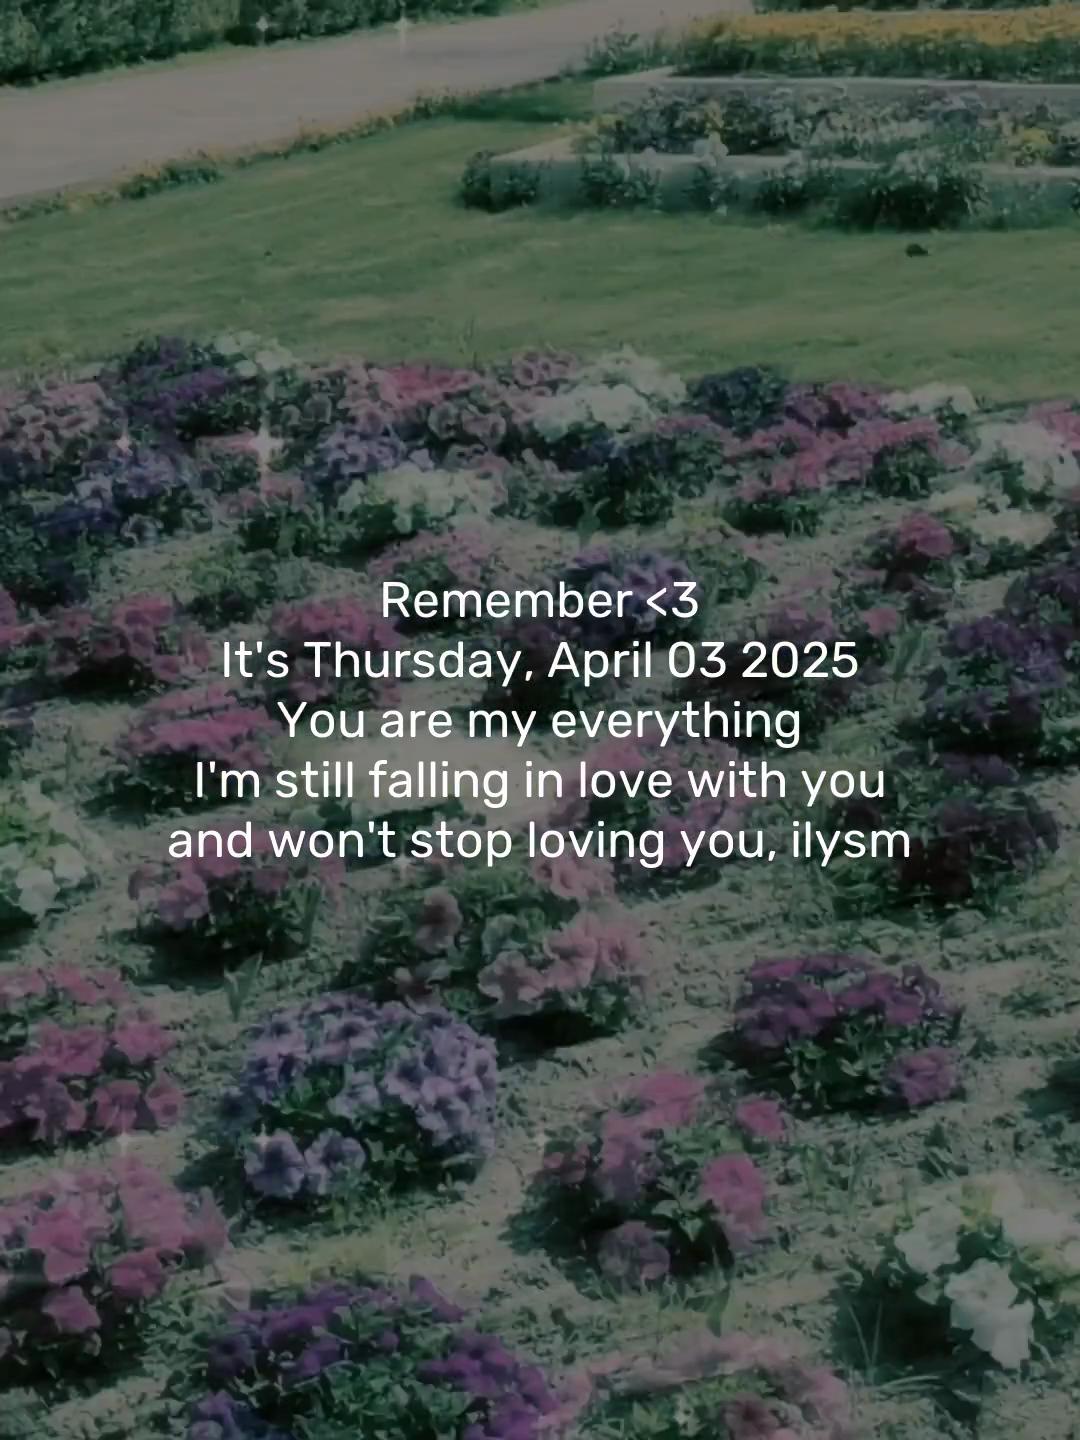 Remember <3
It's Thursday, April 03 2025
You are my everything
I'm still falling in love with you
and won't stop loving you, ilysm